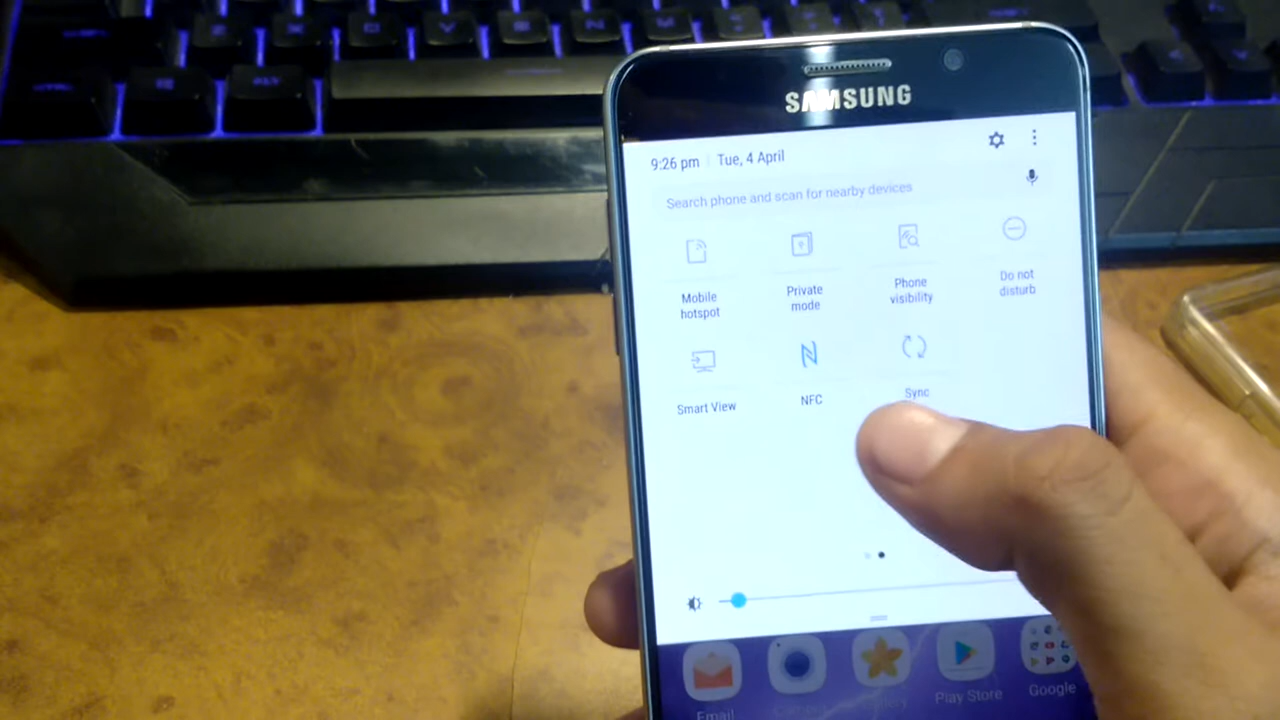 SAMSUNG
9:26 pm | Tue, 4 April
Search phone and scan for nearby devices
Mobile
hotspot
Private
mode
Phone
visibility
Do not
disturb
Smart View
NFC
Sync
Email
Play Store
Google